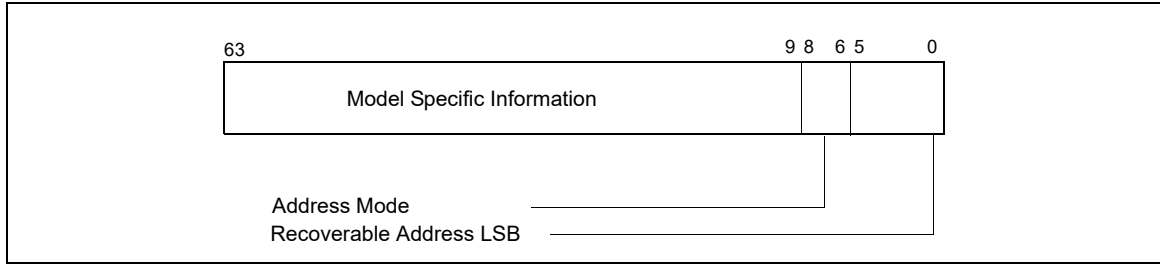 63 9 8 6 5 0
Model Specific Information
Address Mode
Recoverable Address LSB